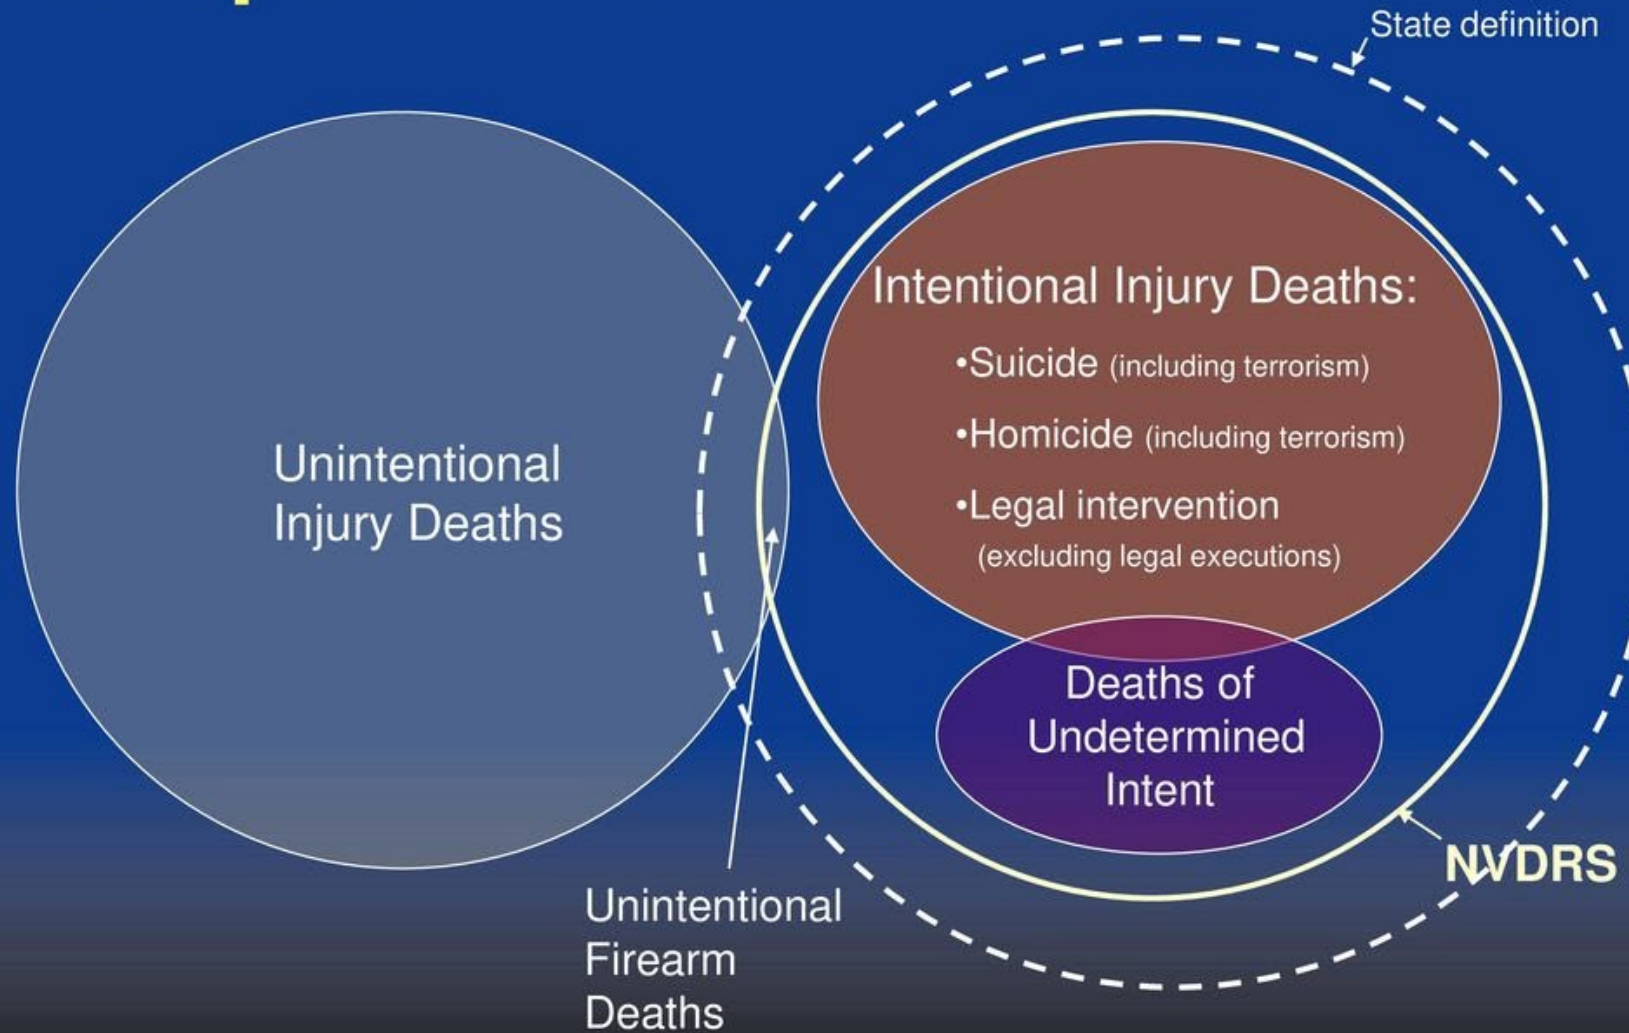 State definition
Intentional Injury Deaths:
•Suicide (including terrorism)
•Homicide (including terrorism)
•Legal intervention
(excluding legal executions)
Unintentional
Injury Deaths
Deaths of
Undetermined
Intent
NVDRS
Unintentional
Firearm
Deaths